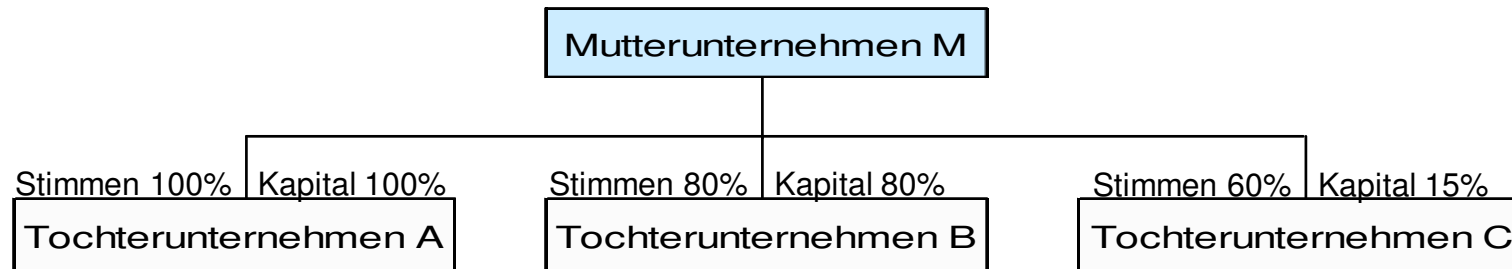 Mutterunternehmen M
Stimmen 100% Kapital 100%
Tochterunternehmen A
Stimmen 80% Kapital 80%
Tochterunternehmen B
Stimmen 60% Kapital 15%
Tochterunternehmen C